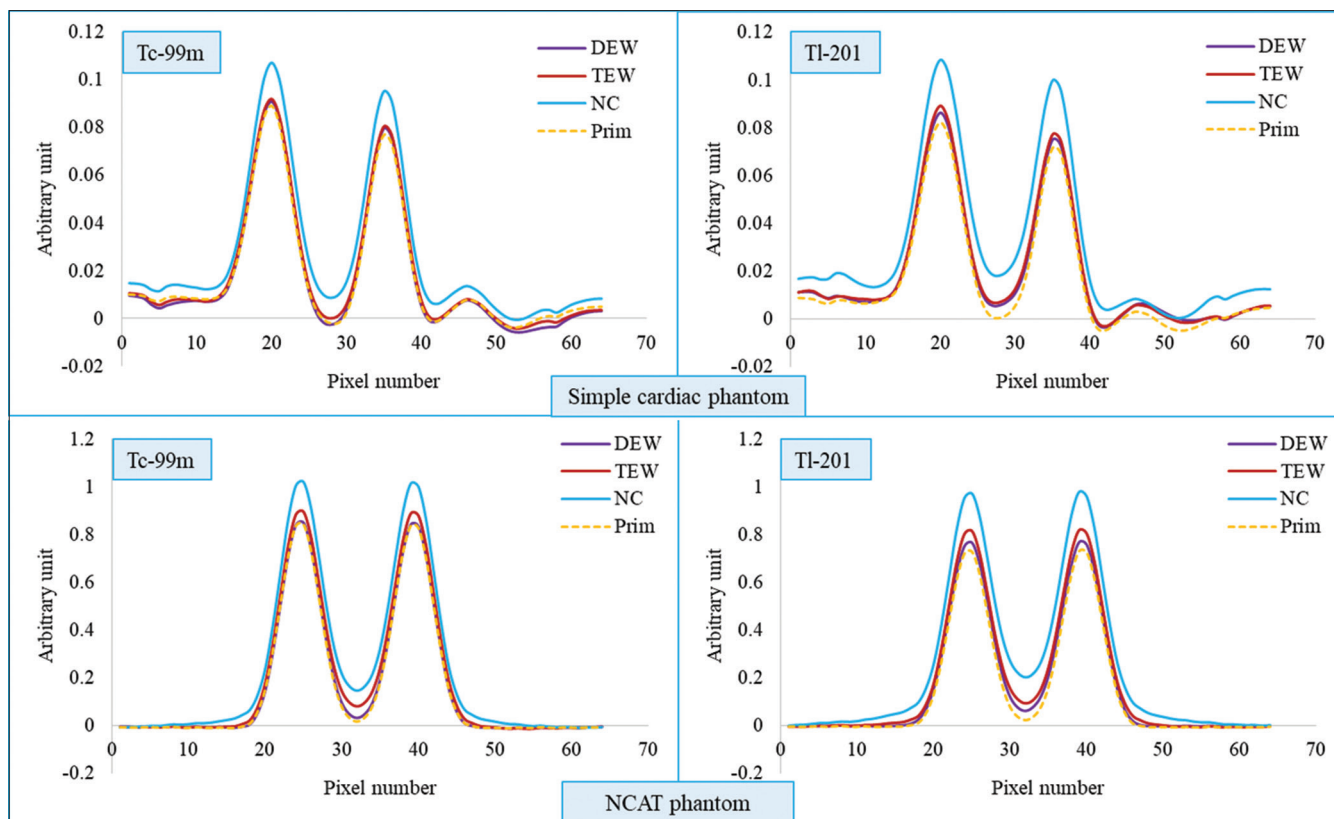 Tc-99m
DEW
TEW
NC
Prim
0.12
0.1
0.08
0.06
0.04
0.02
0
-0.02
Arbitrary unit
0 10 20 30 40 50 60 70
Pixel number
Tl-201
DEW
TEW
NC
Prim
0.12
0.1
0.08
0.06
0.04
0.02
0
-0.02
Arbitrary unit
0 10 20 30 40 50 60 70
Pixel number
Simple cardiac phantom
Tc-99m
DEW
TEW
NC
Prim
1.2
1
0.8
0.6
0.4
0.2
0
-0.2
Arbitrary unit
0 10 20 30 40 50 60 70
Pixel number
Tl-201
DEW
TEW
NC
Prim
1.2
1
0.8
0.6
0.4
0.2
0
-0.2
Arbitrary unit
0 10 20 30 40 50 60 70
Pixel number
NCAT phantom